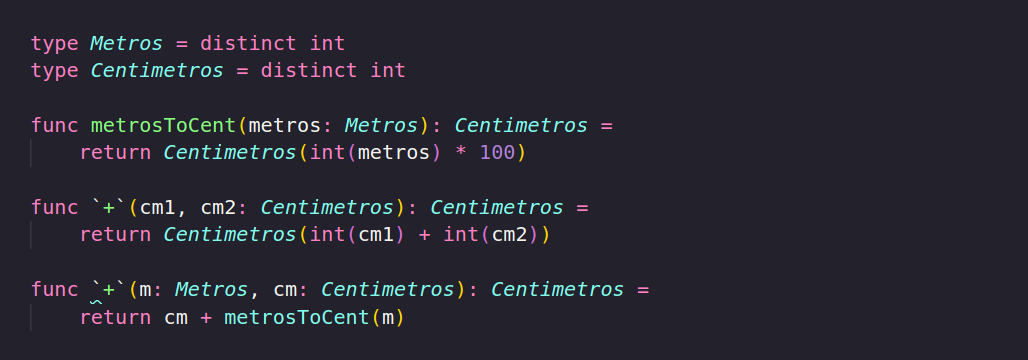 type Metros = distinct int
type Centimetros = distinct int
func metrosToCent(metros: Metros): Centimetros =
return Centimetros(int(metros) * 100)
func `+`(cm1, cm2: Centimetros): Centimetros =
return Centimetros(int(cm1) + int(cm2))
func `+`(m: Metros, cm: Centimetros): Centimetros =
return cm + metrosToCent(m)